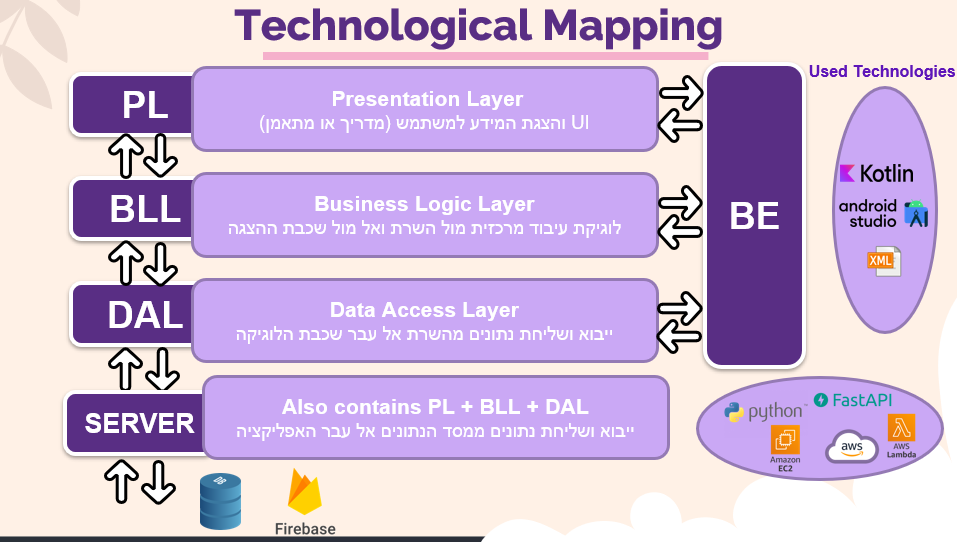 Technological Mapping
Used Technologies
PL
Presentation Layer
UI והצגת המידע למשתמש (מדריך או מתאמן)
BLL
Business Logic Layer
לוגיקת עיבוד מרכזית מול השרת ואל מול שכבת ההצגה
DAL
Data Access Layer
ייבוא ושליחת נתונים מהשרת אל עבר שכבת הלוגיקה
SERVER
Also contains PL + BLL + DAL
ייבוא ושליחת נתונים ממסד הנתונים אל עבר האפליקציה
BE
Kotlin
android
studio
XML
python
FastAPI
Amazon
EC2
aws
AWS
Lambda
Firebase